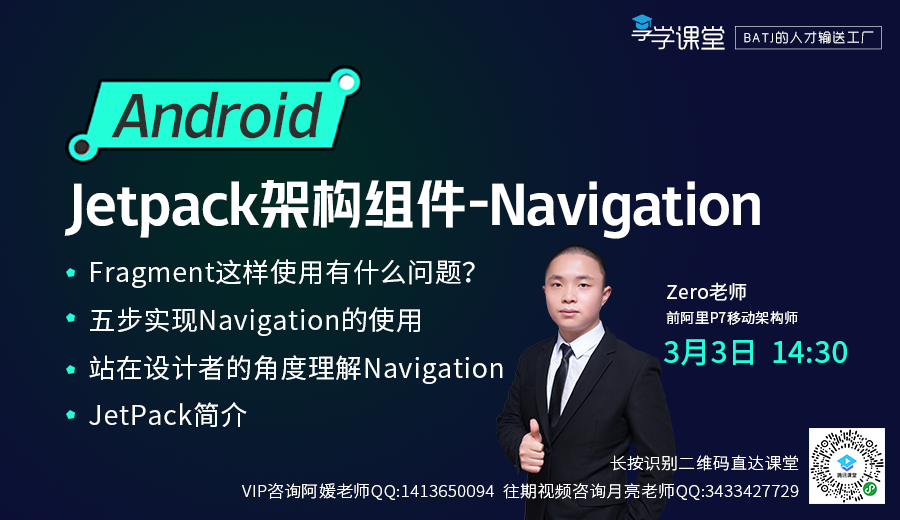 享学课堂
BATJ的人才输送工厂
Android
Jetpack架构组件-Navigation
Fragment这样使用有什么问题?
五步实现Navigation的使用
站在设计者的角度理解Navigation
JetPack简介
Zero老师
前阿里P7移动架构师
3月3日 14:30
长按识别二维码直达课堂
VIP咨询阿媛老师QQ:1413650094 往期视频咨询月亮老师QQ:3433427729
腾讯课堂